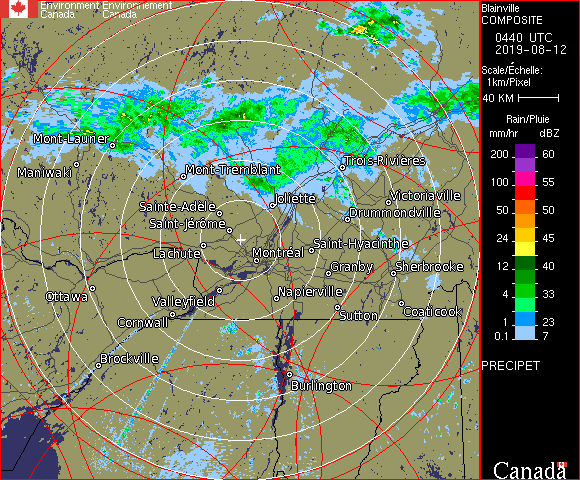 Environment Environnement
Canada Canada
Blainville
COMPOSITE
0440 UTC
2019-08-12
Scale/Échelle:
1km/Pixel
40 KM
Rain/Pluie
mm/hr dBZ
200 60
100 55
50 50
24 45
12 40
4 33
1 23
0.1 7
PRECIPET
Canada
Mont-Laurier
Maniwaki
Mont-Tremblant
Trois-Rivières
Joliette
Victoriaville
Sainte-Adèle
Drummondville
Saint-Jérôme
Saint-Hyacinthe
Lachute
Montréal
Granby
Sherbrooke
Ottawa
Valleyfield
Napierville
Cornwall
Sutton
Coaticook
Brockville
Burlington